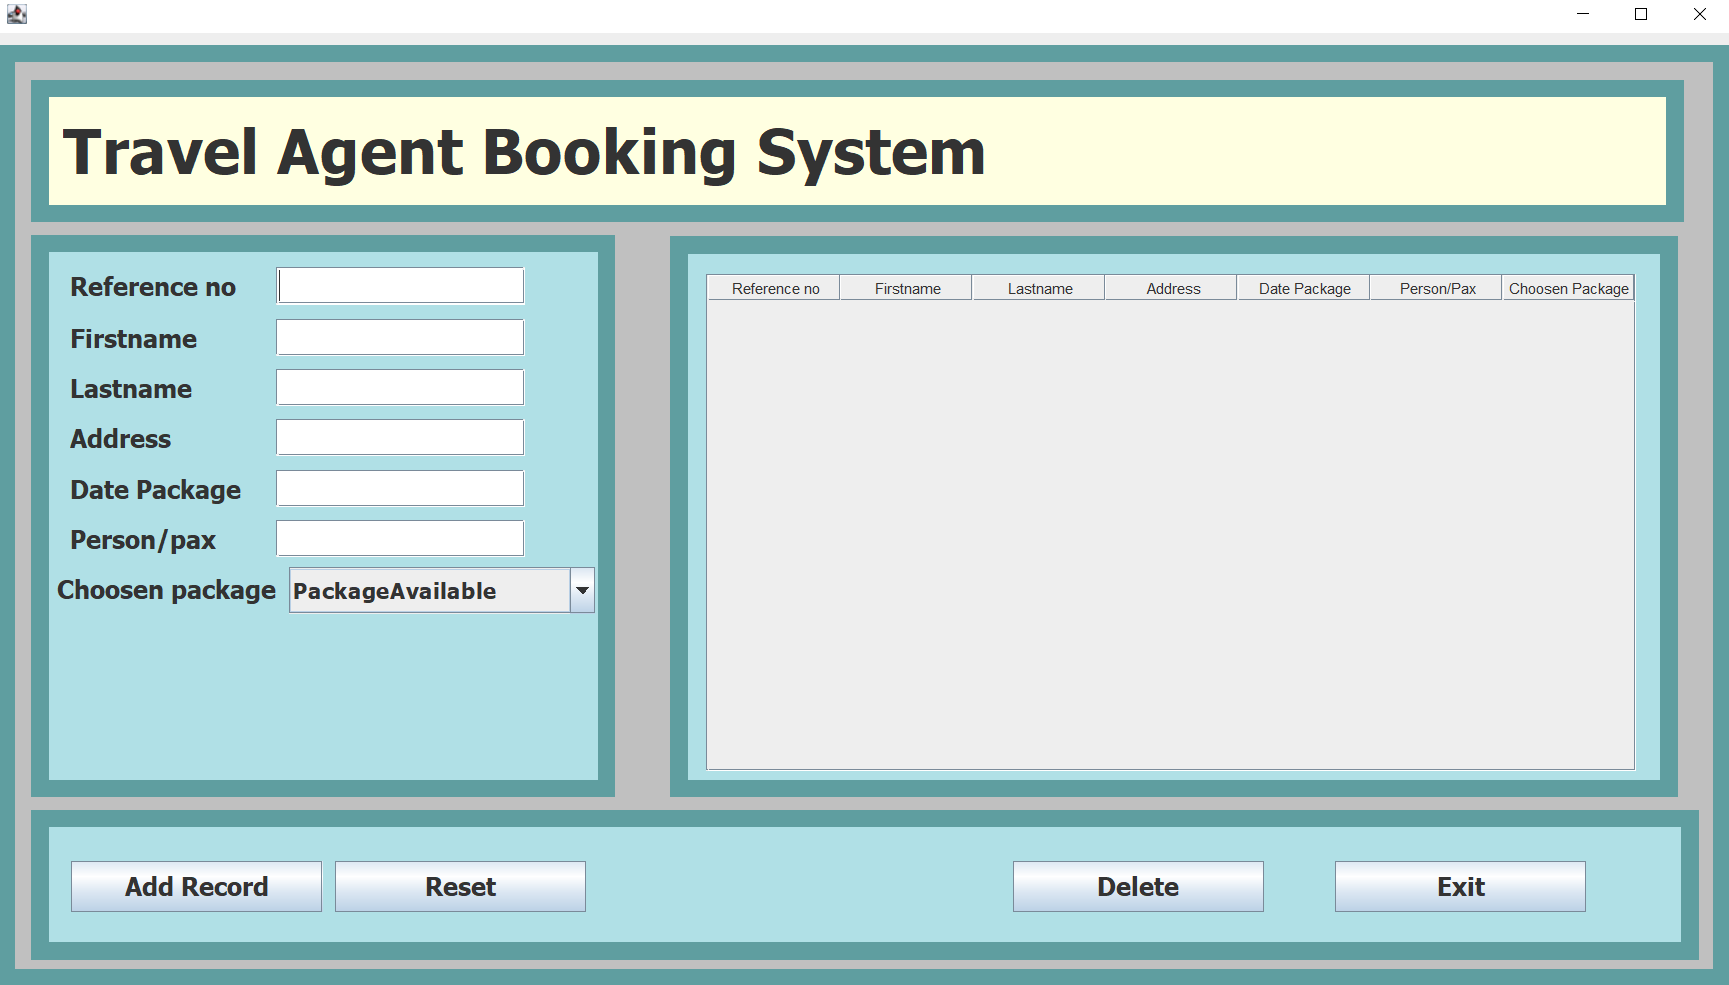 Travel Agent Booking System
Reference no
Firstname
Lastname
Address
Date Package
Person/pax
Choosen package PackageAvailable
Reference no Firstname Lastname Address Date Package Person/Pax Choosen Package
Add Record Reset Delete Exit